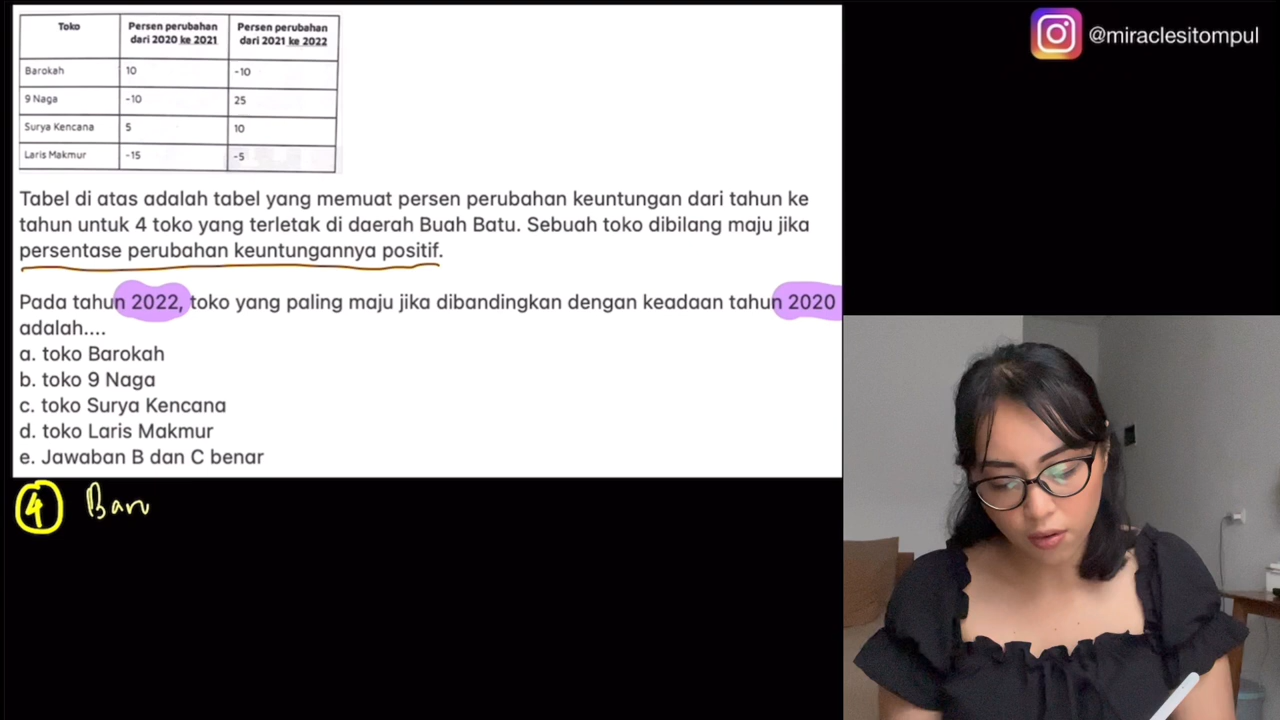 @miraclesitompul
Toko Persen perubahan dari 2020 ke 2021 Persen perubahan dari 2021 ke 2022
Barokah 10 -10
9 Naga -10 25
Surya Kencana 5 10
Laris Makmur -15 -5
Tabel di atas adalah tabel yang memuat persen perubahan keuntungan dari tahun ke
tahun untuk 4 toko yang terletak di daerah Buah Batu. Sebuah toko dibilang maju jika
persentase perubahan keuntungannya positif.
Pada tahun 2022, toko yang paling maju jika dibandingkan dengan keadaan tahun 2020
adalah....
a. toko Barokah
b. toko 9 Naga
c. toko Surya Kencana
d. toko Laris Makmur
e. Jawaban B dan C benar
4 Baro